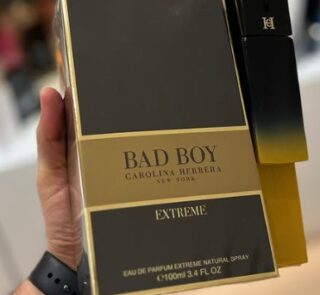 BAD BOY
CAROLINA HERRERA
NEW YORK
EXTREME
EAU DE PARFUM EXTREME NATURAL SPRAY
℮100ml 3.4 FL OZ